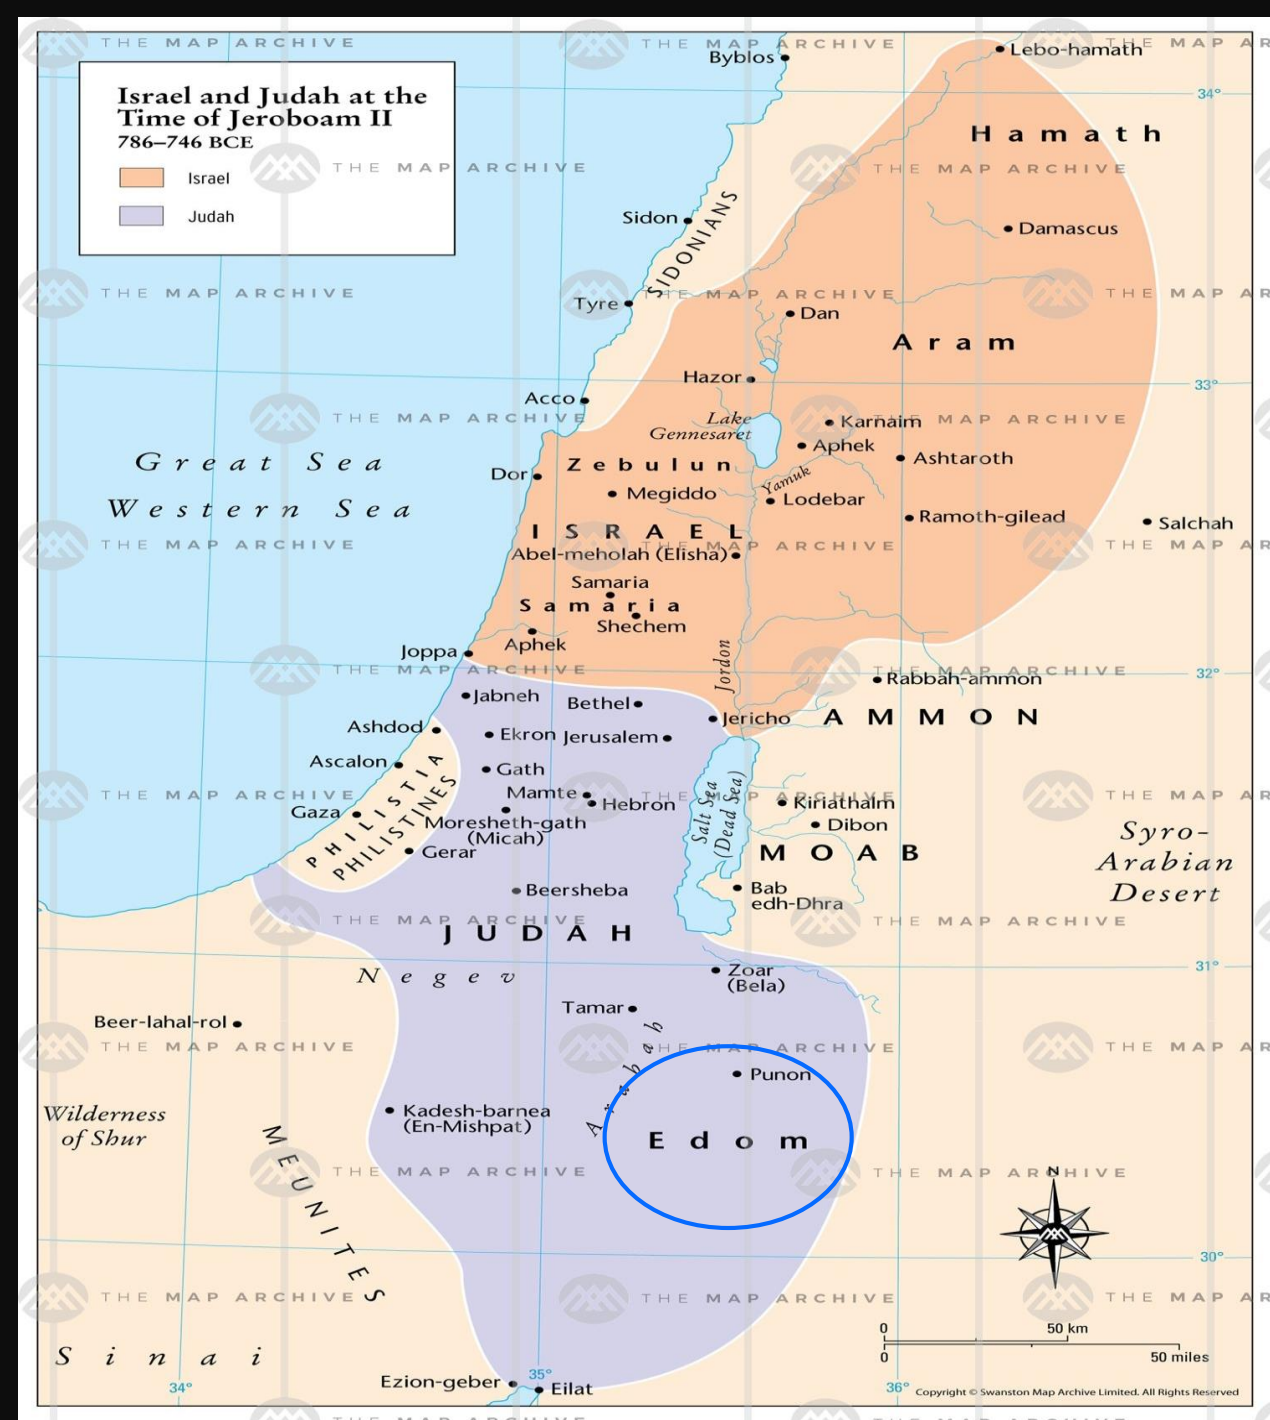 Israel and Judah at the
Time of Jeroboam II
786–746 BCE
Israel
Judah
Byblos
Lebo-hamath
34°
Hamath
Sidon
SIDONIANS
Damascus
Tyre
Dan
Aram
Hazor
33°
Acco
Lake
Gennesaret
Karnaim
Aphek
Ashtaroth
Great Sea
Western Sea
Dor
Zebulun
Megiddo
Yamuk
Lodebar
Ramoth-gilead
Salchah
ISRAEL
Abel-meholah (Elisha)
Samaria
Samaria
Shechem
Aphek
Joppa
Jordon
32°
Rabbah-ammon
Jabneh
Bethel
Jericho
AMMON
Ashdod
Ekron
Jerusalem
Ascalon
Gath
PHILISTIA
PHILISTINES
Mamte
Hebron
Salt Sea
(Dead Sea)
Kiriathalm
Dibon
Gaza
Moresheth-gath
(Micah)
Gerar
MOAB
Syro-
Arabian
Desert
Beersheba
Bab
edh-Dhra
JUDAH
Negev
Zoar
(Bela)
31°
Tamar
Beer-lahal-rol
Arabah
Punon
Wilderness
of Shur
Kadesh-barnea
(En-Mishpat)
Edom
MEUNITES
N
30°
Sinai
0 50 km
0 50 miles
34°
35°
36°
Ezion-geber
Eilat
Copyright © Swanston Map Archive Limited. All Rights Reserved
THE MAP ARCHIVE